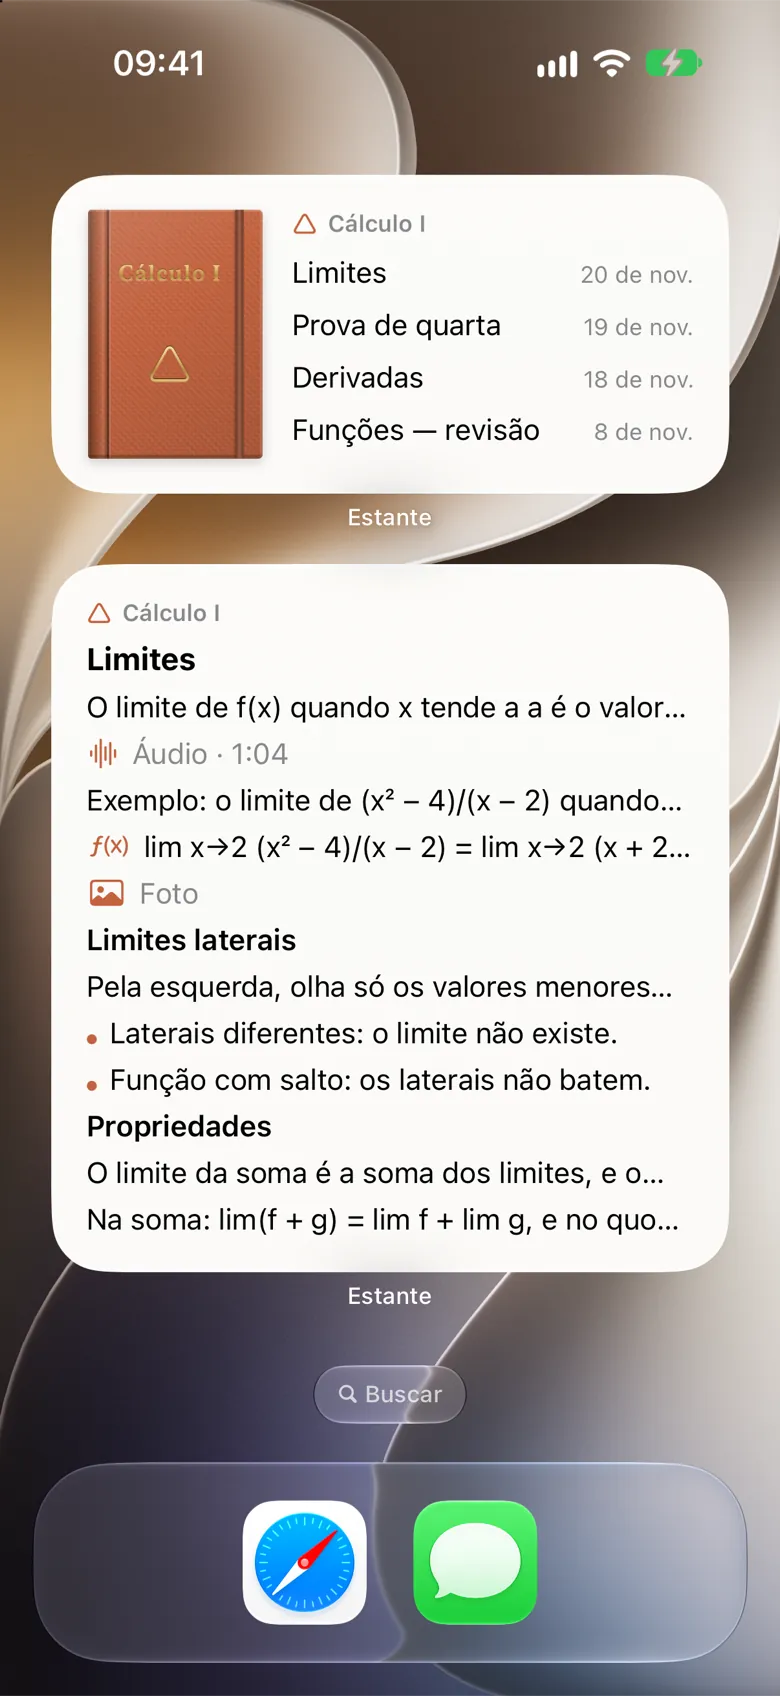 09:41
Cálculo I
Cálculo I
Limites 20 de nov.
Prova de quarta 19 de nov.
Derivadas 18 de nov.
Funções — revisão 8 de nov.
Estante
Cálculo I
Limites
O limite de f(x) quando x tende a a é o valor...
Áudio · 1:04
Exemplo: o limite de (x² – 4)/(x – 2) quando...
f(x) lim x→2 (x² – 4)/(x – 2) = lim x→2 (x + 2...
Foto
Limites laterais
Pela esquerda, olha só os valores menores...
• Laterais diferentes: o limite não existe.
• Função com salto: os laterais não batem.
Propriedades
O limite da soma é a soma dos limites, e o...
Na soma: lim(f + g) = lim f + lim g, e no quo...
Estante
Buscar